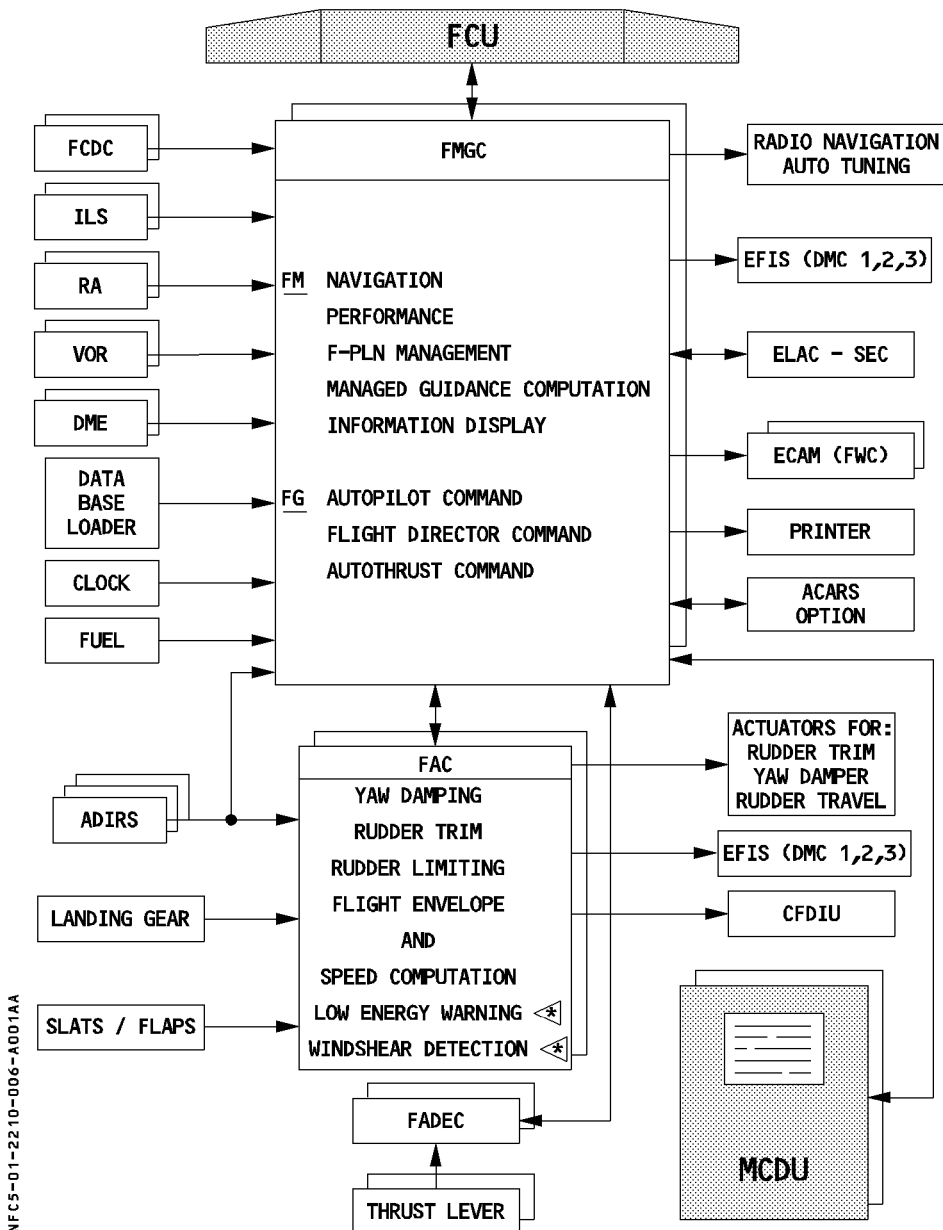 FCU
FMGC
FCDC
ILS
RA
VOR
DME
DATA
BASE
LOADER
CLOCK
FUEL
FM NAVIGATION
PERFORMANCE
F-PLN MANAGEMENT
MANAGED GUIDANCE COMPUTATION
INFORMATION DISPLAY
FG AUTOPILOT COMMAND
FLIGHT DIRECTOR COMMAND
AUTOTHRUST COMMAND
RADIO NAVIGATION
AUTO TUNING
EFIS (DMC 1,2,3)
ELAC - SEC
ECAM (FWC)
PRINTER
ACARS
OPTION
ADIRS
LANDING GEAR
SLATS / FLAPS
FAC
YAW DAMPING
RUDDER TRIM
RUDDER LIMITING
FLIGHT ENVELOPE
AND
SPEED COMPUTATION
LOW ENERGY WARNING *
WINDSHEAR DETECTION *
ACTUATORS FOR:
RUDDER TRIM
YAW DAMPER
RUDDER TRAVEL
EFIS (DMC 1,2,3)
CFDIU
FADEC
THRUST LEVER
MCDU
NFC5-01-2210-006-A001AA